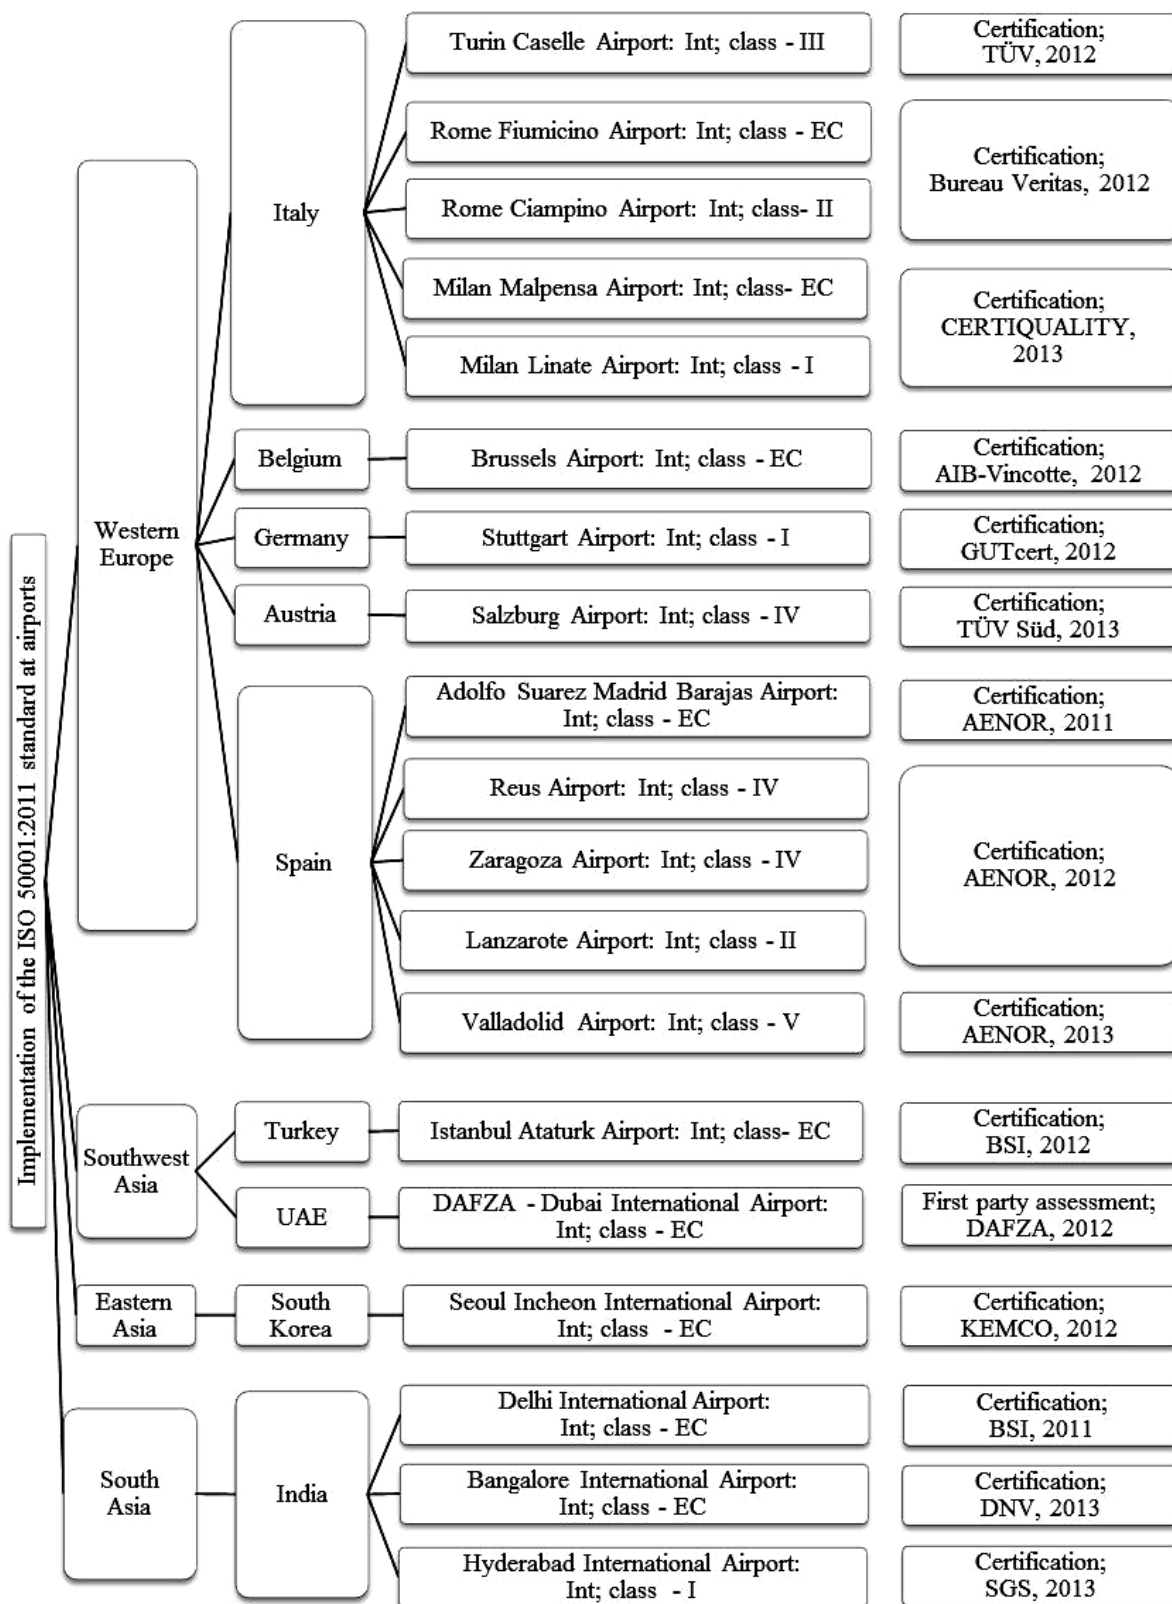 Implementation of the ISO 50001:2011 standard at airports
Western
Europe
Italy
Turin Caselle Airport: Int; class - III
Certification;
TÜV, 2012
Rome Fiumicino Airport: Int; class - EC
Rome Ciampino Airport: Int; class- II
Certification;
Bureau Veritas, 2012
Milan Malpensa Airport: Int; class- EC
Milan Linate Airport: Int; class - I
Certification;
CERTIQUALITY,
2013
Belgium
Brussels Airport: Int; class - EC
Certification;
AIB-Vincotte, 2012
Germany
Stuttgart Airport: Int; class - I
Certification;
GUTcert, 2012
Austria
Salzburg Airport: Int; class - IV
Certification;
TÜV Süd, 2013
Spain
Adolfo Suarez Madrid Barajas Airport:
Int; class - EC
Certification;
AENOR, 2011
Reus Airport: Int; class - IV
Zaragoza Airport: Int; class - IV
Lanzarote Airport: Int; class - II
Certification;
AENOR, 2012
Valladolid Airport: Int; class - V
Certification;
AENOR, 2013
Southwest
Asia
Turkey
Istanbul Ataturk Airport: Int; class- EC
Certification;
BSI, 2012
UAE
DAFZA - Dubai International Airport:
Int; class - EC
First party assessment;
DAFZA, 2012
Eastern
Asia
South
Korea
Seoul Incheon International Airport:
Int; class - EC
Certification;
KEMCO, 2012
South
Asia
India
Delhi International Airport:
Int; class - EC
Certification;
BSI, 2011
Bangalore International Airport:
Int; class - EC
Certification;
DNV, 2013
Hyderabad International Airport:
Int; class - I
Certification;
SGS, 2013